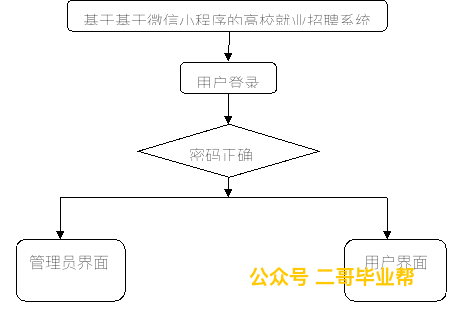 基于基于微信小程序的高校就业招聘系统
用户登录
密码正确
管理员界面
用户界面
公众号 二哥毕业帮